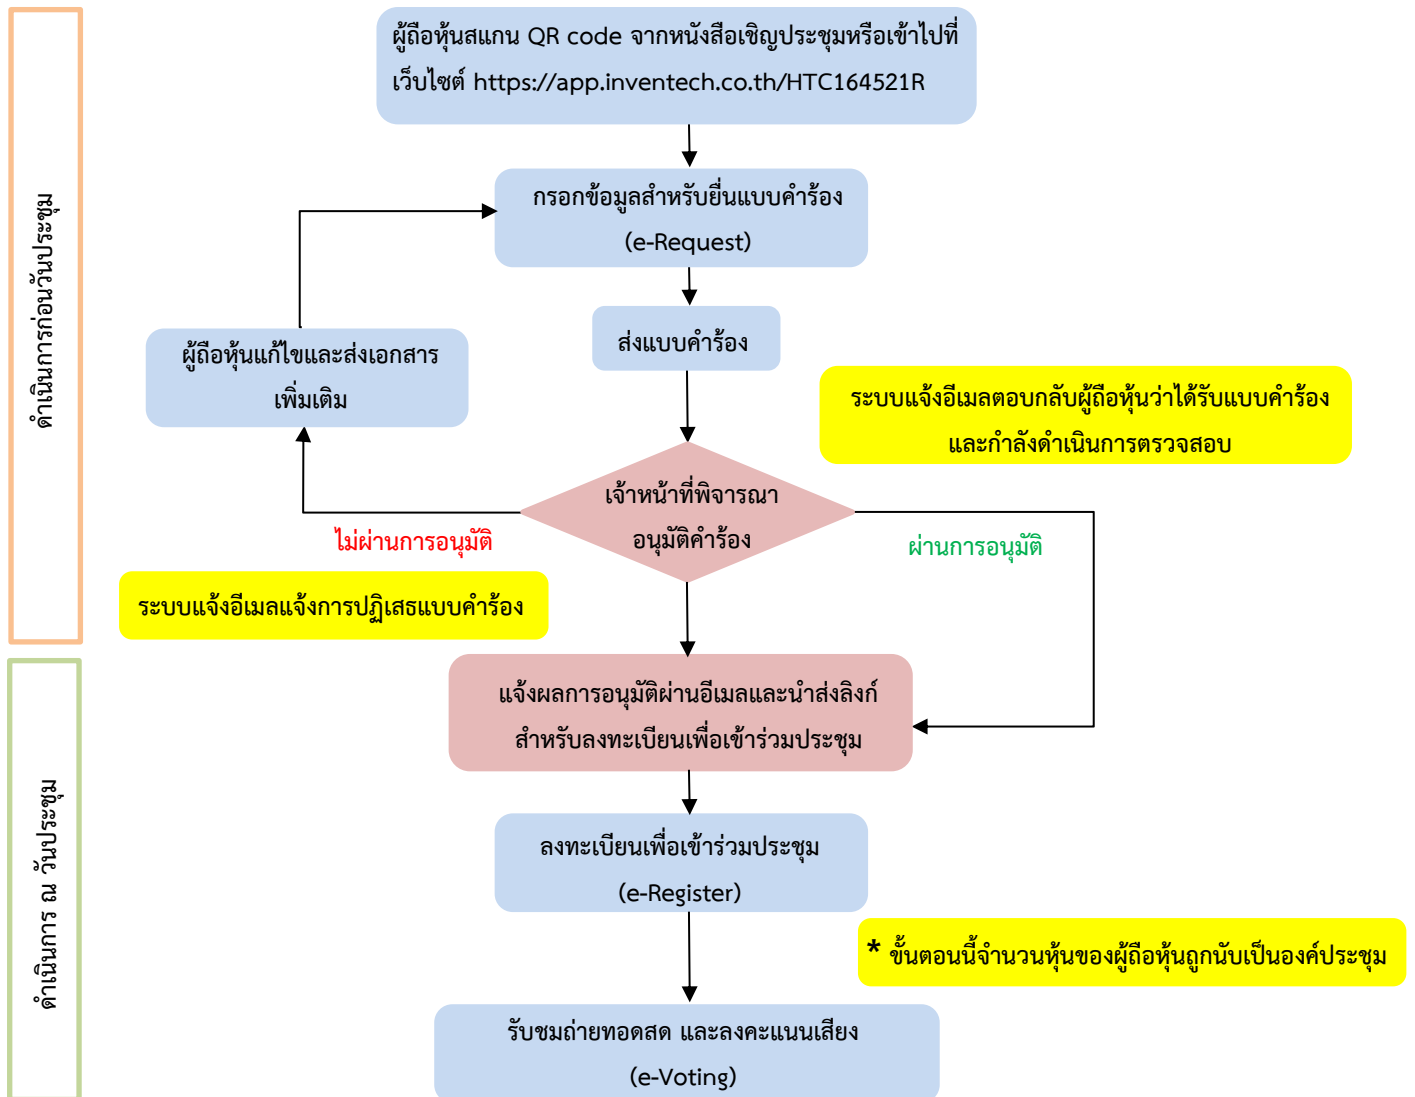 ดำเนินการก่อนวันประชุม
ผู้ถือหุ้นสแกน QR code จากหนังสือเชิญประชุมหรือเข้าไปที่
เว็บไซต์ https://app.inventech.co.th/HTC164521R
กรอกข้อมูลสำหรับยื่นแบบคำร้อง
(e-Request)
ส่งแบบคำร้อง
ผู้ถือหุ้นแก้ไขและส่งเอกสาร
เพิ่มเติม
ระบบแจ้งอีเมลตอบกลับผู้ถือหุ้นว่าได้รับแบบคำร้อง
และกำลังดำเนินการตรวจสอบ
เจ้าหน้าที่พิจารณา
อนุมัติคำร้อง
ไม่ผ่านการอนุมัติ
ผ่านการอนุมัติ
ระบบแจ้งอีเมลแจ้งการปฏิเสธแบบคำร้อง
ดำเนินการ ณ วันประชุม
แจ้งผลการอนุมัติผ่านอีเมลและนำส่งลิงก์
สำหรับลงทะเบียนเพื่อเข้าร่วมประชุม
ลงทะเบียนเพื่อเข้าร่วมประชุม
(e-Register)
* ขั้นตอนนี้จำนวนหุ้นของผู้ถือหุ้นถูกนับเป็นองค์ประชุม
รับชมถ่ายทอดสด และลงคะแนนเสียง
(e-Voting)